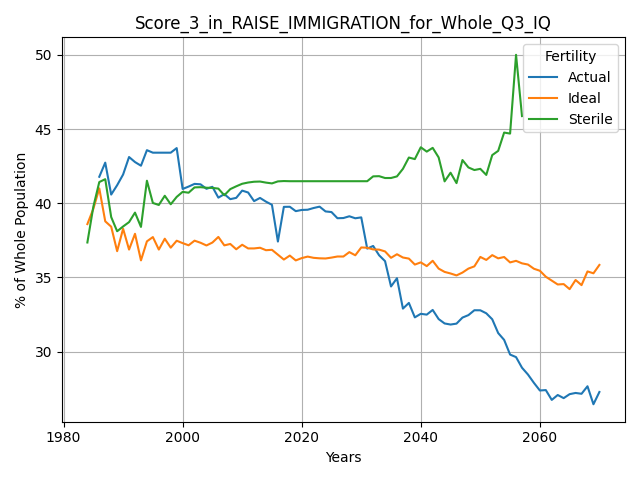 Score_3_in_RAISE_IMMIGRATION_for_Whole_Q3_IQ
Fertility
Actual
Ideal
Sterile
% of Whole Population
50
45
40
35
30
1980
2000
2020
2040
2060
Years